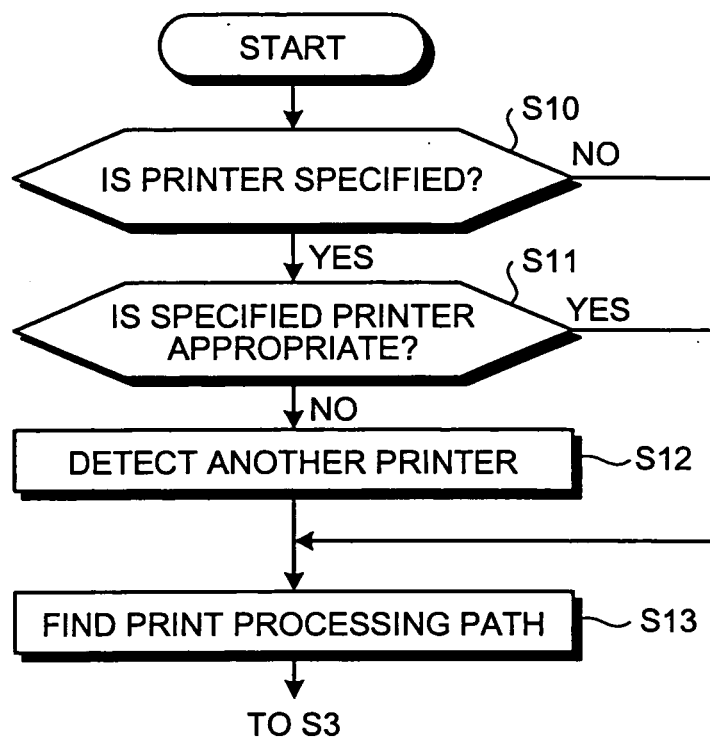 START
S10
IS PRINTER SPECIFIED?
NO
YES
S11
IS SPECIFIED PRINTER
APPROPRIATE?
YES
NO
DETECT ANOTHER PRINTER
S12
FIND PRINT PROCESSING PATH
S13
TO S3